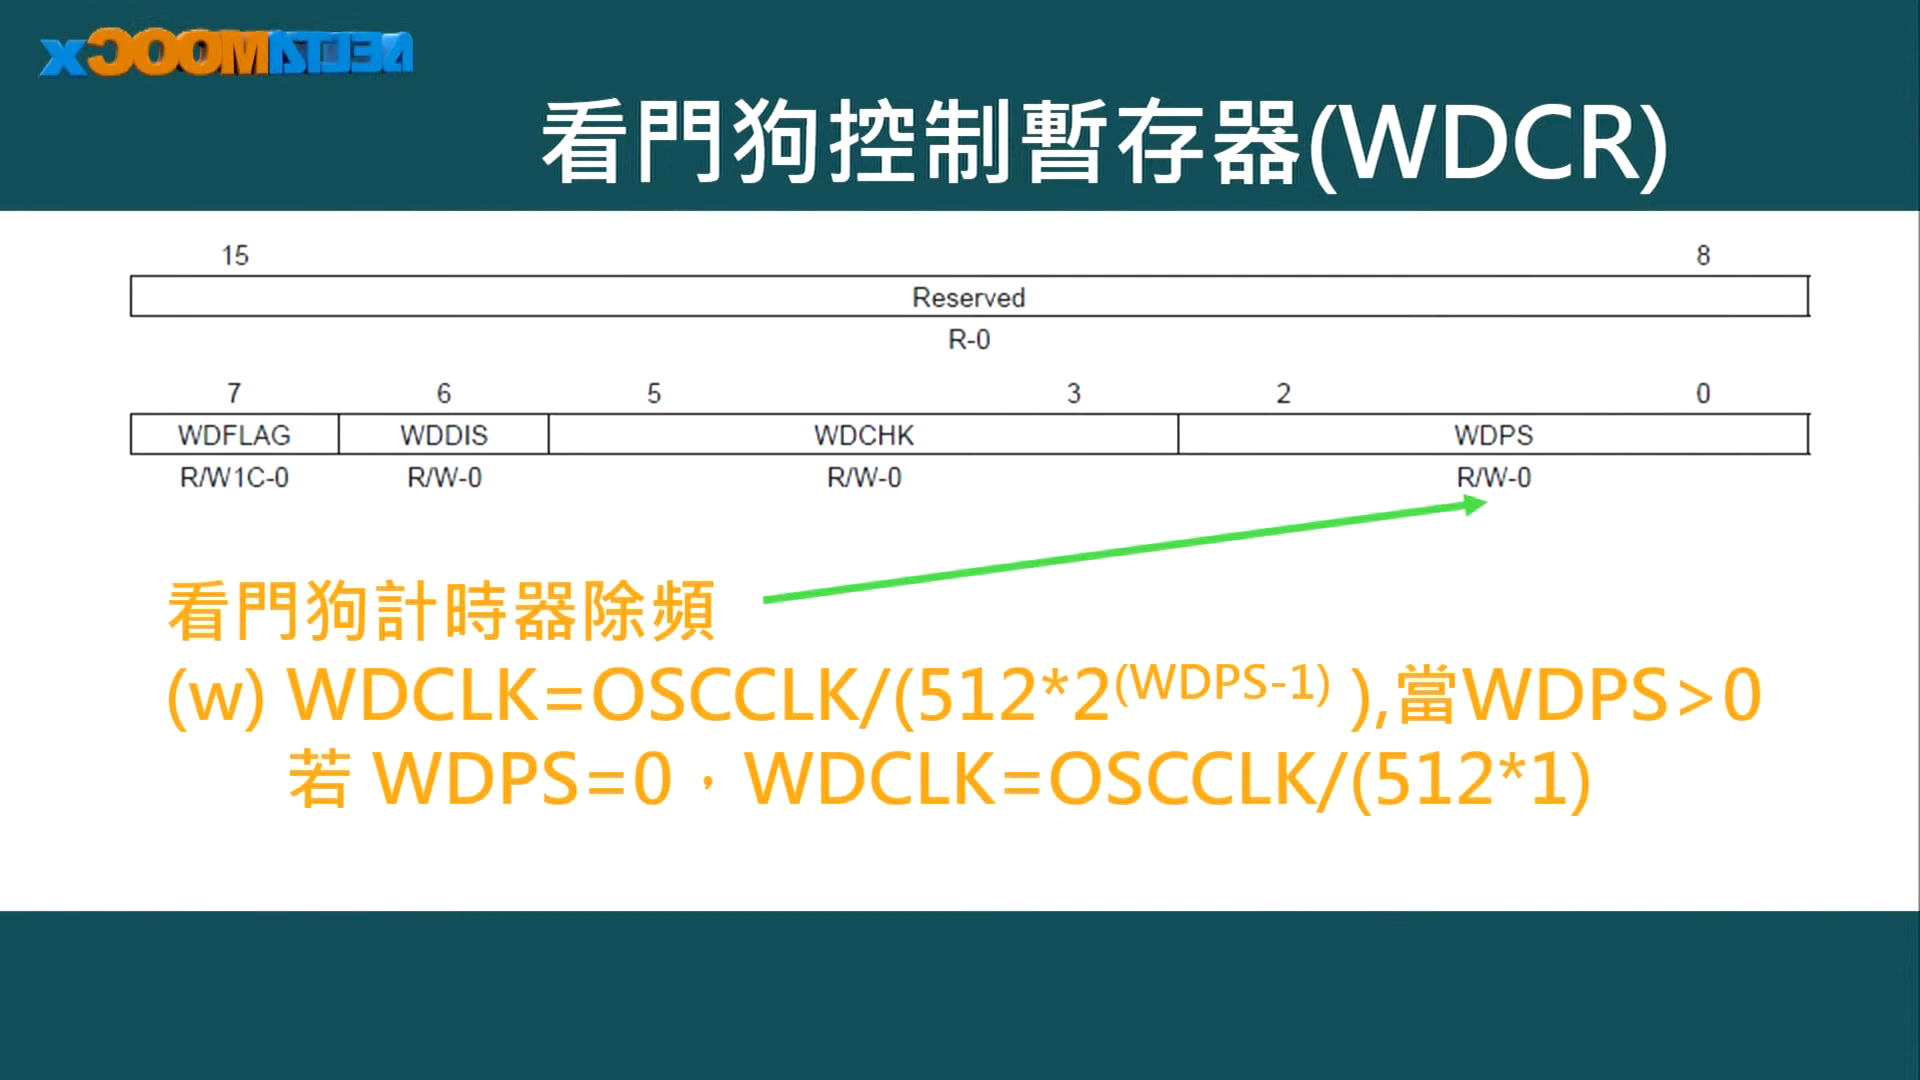 DELTAMOOCx
看門狗控制暫存器(WDCR)
15 8
Reserved
R-0
7 6 5 3 2 0
WDFLAG WDDIS WDCHK WDPS
R/W1C-0 R/W-0 R/W-0 R/W-0
看門狗計時器除頻
(w) WDCLK=OSCCLK/(512*2^(WDPS-1) ),當WDPS>0
若 WDPS=0,WDCLK=OSCCLK/(512*1)